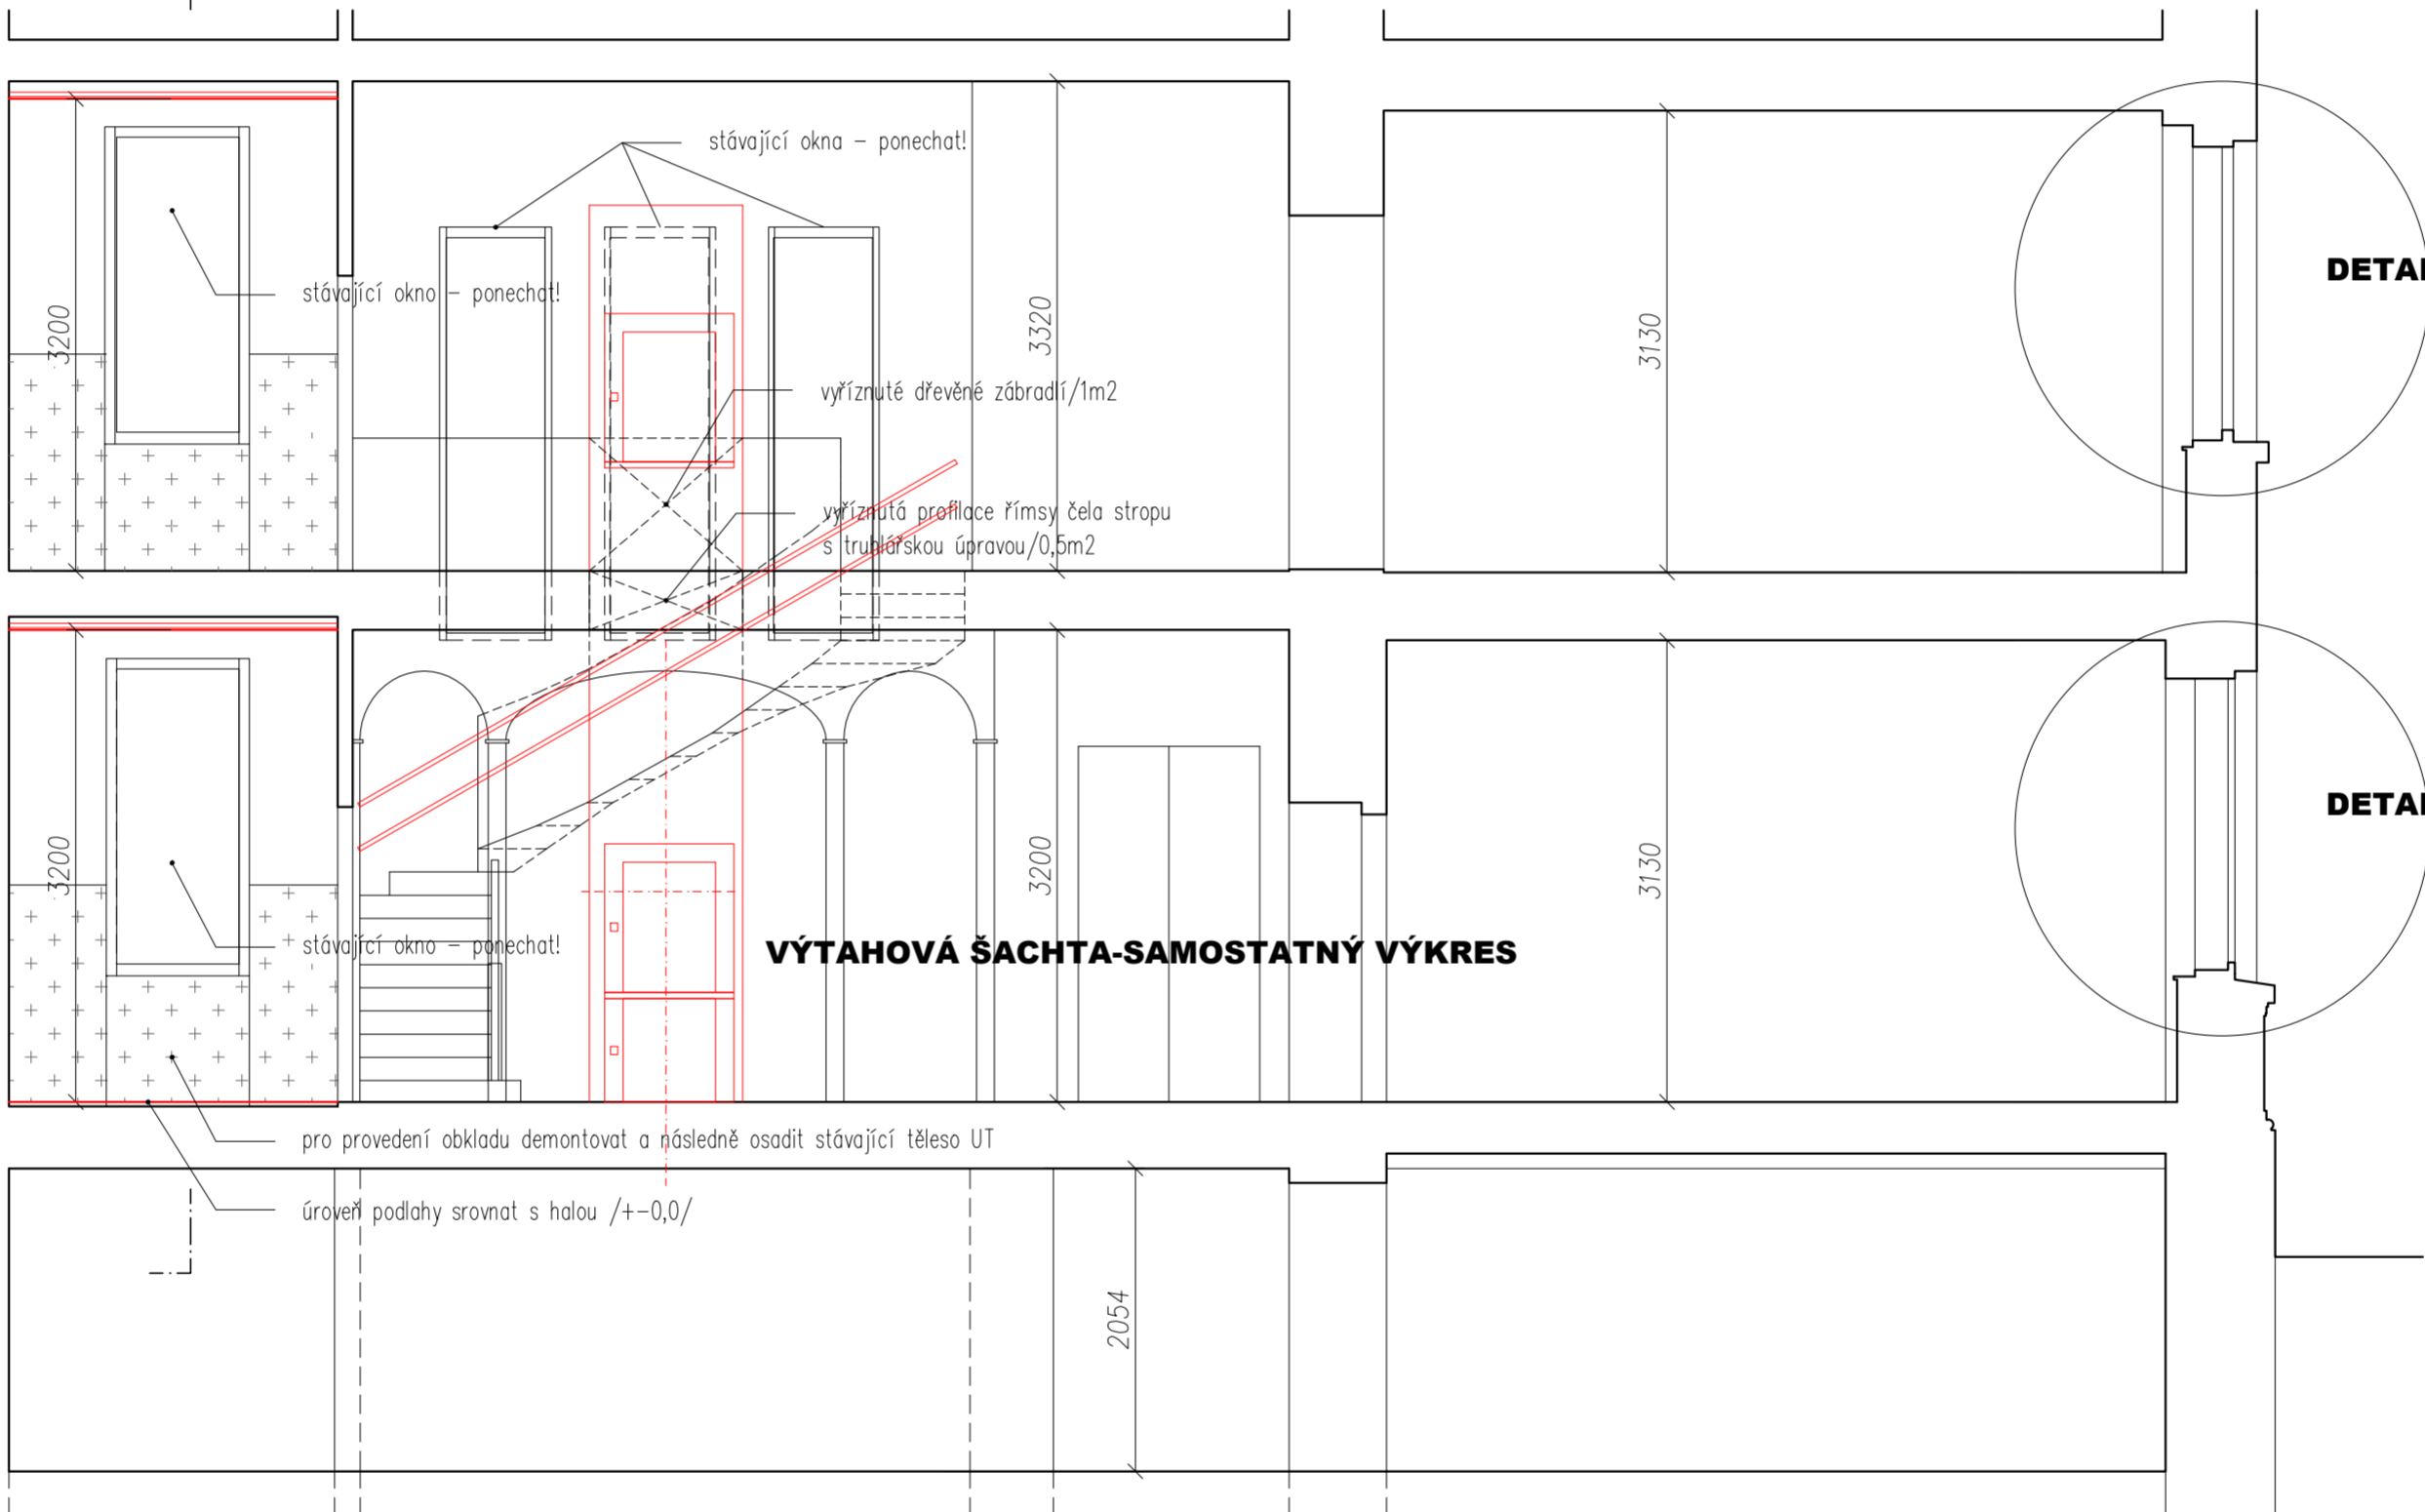 stávající okna – ponechat!
DETAI
stávající okno – ponechat!
3200
3320
3130
vyříznuté dřevěné zábradlí/1m2
vyříznutá profilace římsy čela stropu
s truhlářskou úpravou/0,5m2
DETAI
3200
3200
3130
stávající okno – ponechat!
VÝTAHOVÁ ŠACHTA-SAMOSTATNÝ VÝKRES
pro provedení obkladu demontovat a následně osadit stávající těleso UT
úroveň podlahy srovnat s halou /+-0,0/
2054